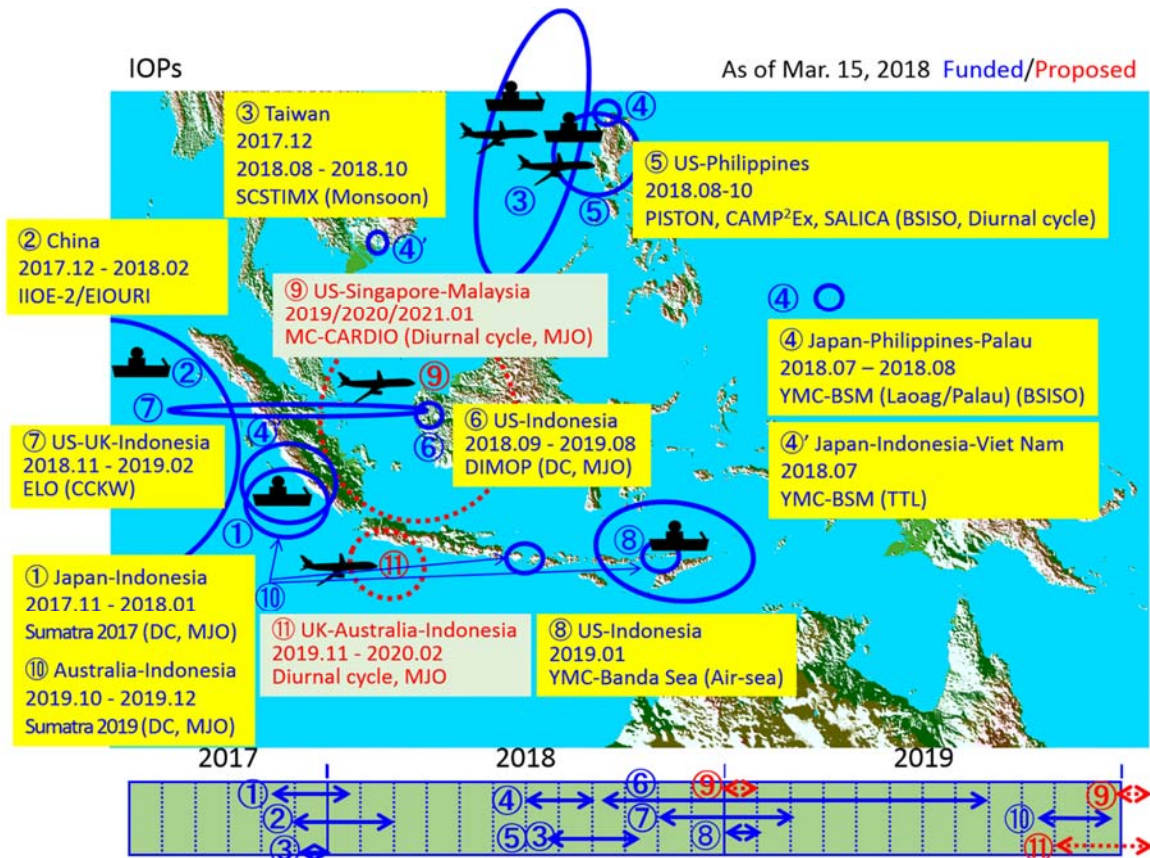 IOPs
As of Mar. 15, 2018 Funded/Proposed
③ Taiwan
2017.12
2018.08 - 2018.10
SCSTIMX (Monsoon)
④
⑤ US-Philippines
2018.08-10
PISTON, CAMP²Ex, SALICA (BSISO, Diurnal cycle)
③
⑤
② China
2017.12 - 2018.02
IIOE-2/EIOURI
④'
⑨ US-Singapore-Malaysia
2019/2020/2021.01
MC-CARDIO (Diurnal cycle, MJO)
④
④ Japan-Philippines-Palau
2018.07 – 2018.08
YMC-BSM (Laoag/Palau) (BSISO)
②
⑨
⑦
⑥
⑥ US-Indonesia
2018.09 - 2019.08
DIMOP (DC, MJO)
⑦ US-UK-Indonesia
2018.11 - 2019.02
ELO (CCKW)
④'
④' Japan-Indonesia-Viet Nam
2018.07
YMC-BSM (TTL)
①
⑧
⑪
⑩
① Japan-Indonesia
2017.11 - 2018.01
Sumatra 2017 (DC, MJO)
⑩ Australia-Indonesia
2019.10 - 2019.12
Sumatra 2019 (DC, MJO)
⑪ UK-Australia-Indonesia
2019.11 - 2020.02
Diurnal cycle, MJO
⑧ US-Indonesia
2019.01
YMC-Banda Sea (Air-sea)
2017 2018 2019
① ④ ⑥ ⑨ ⑨
② ⑦ ⑩
③ ⑤ ③ ⑧ ⑪